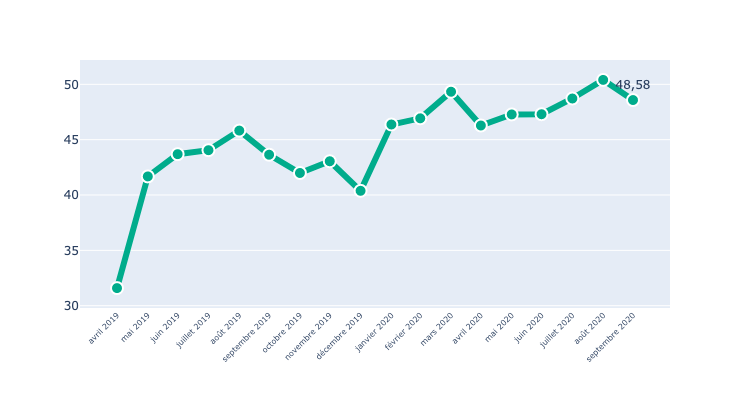 50
48,58
45
40
35
30
avril 2019
mai 2019
juin 2019
juillet 2019
août 2019
septembre 2019
octobre 2019
novembre 2019
décembre 2019
janvier 2020
février 2020
mars 2020
avril 2020
mai 2020
juin 2020
juillet 2020
août 2020
septembre 2020